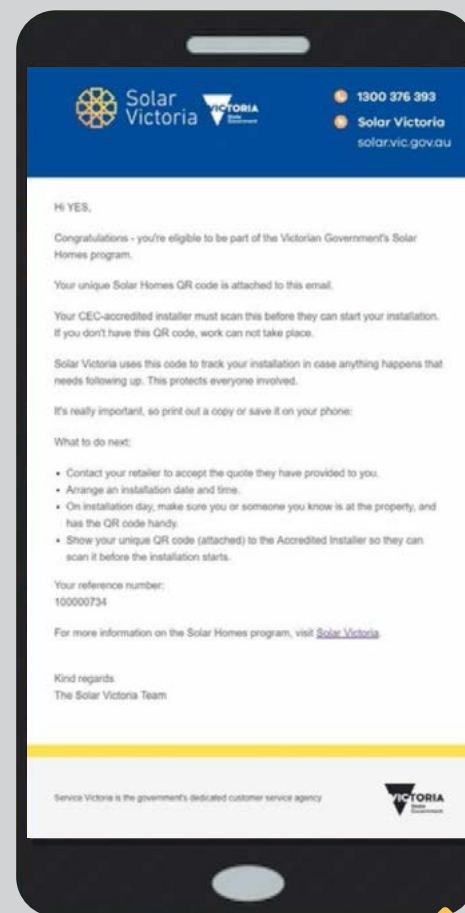 Solar
Victoria
VICTORIA
State
Government
1300 376 393
Solar Victoria
solar.vic.gov.au
Hi YES,
Congratulations - you're eligible to be part of the Victorian Government's Solar
Homes program.
Your unique Solar Homes QR code is attached to this email.
Your CEC-accredited installer must scan this before they can start your installation.
If you don't have this QR code, work can not take place.
Solar Victoria uses this code to track your installation in case anything happens that
needs following up. This protects everyone involved.
It's really important, so print out a copy or save it on your phone:
What to do next:
• Contact your retailer to accept the quote they have provided to you.
• Arrange an installation date and time.
• On installation day, make sure you or someone you know is at the property, and
has the QR code handy.
• Show your unique QR code (attached) to the Accredited Installer so they can
scan it before the installation starts.
Your reference number:
100000734
For more information on the Solar Homes program, visit Solar Victoria.
Kind regards
The Solar Victoria Team
Service Victoria is the government's dedicated customer service agency
VICTORIA
State
Government